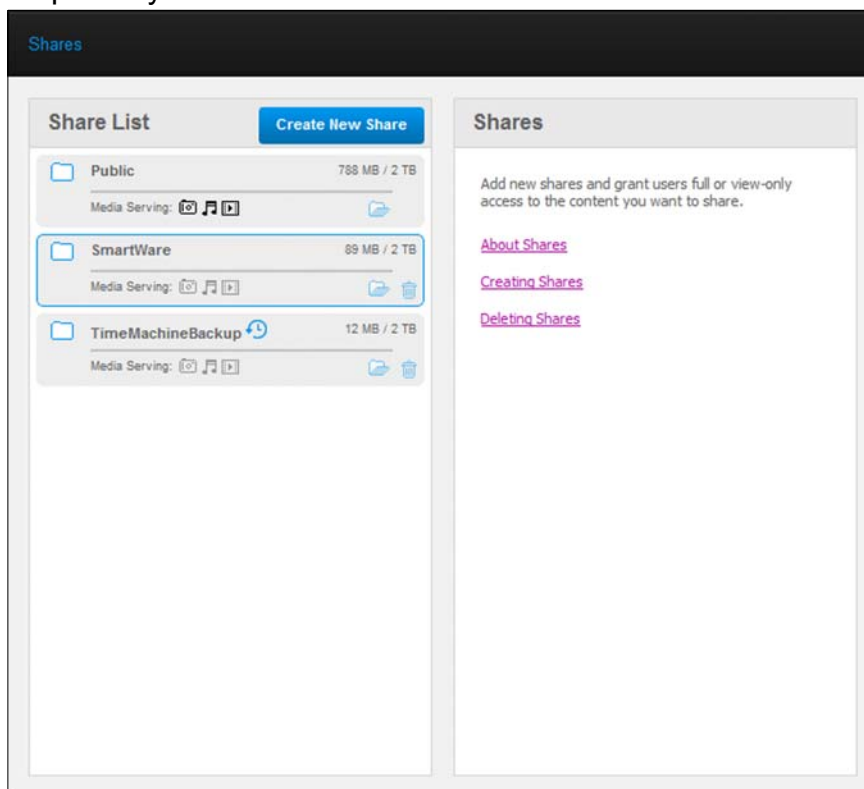 Shares
Share List
Create New Share
Public
788 MB / 2 TB
Media Serving:
SmartWare
89 MB / 2 TB
Media Serving:
TimeMachineBackup
12 MB / 2 TB
Media Serving:
Shares
Add new shares and grant users full or view-only
access to the content you want to share.
About Shares
Creating Shares
Deleting Shares